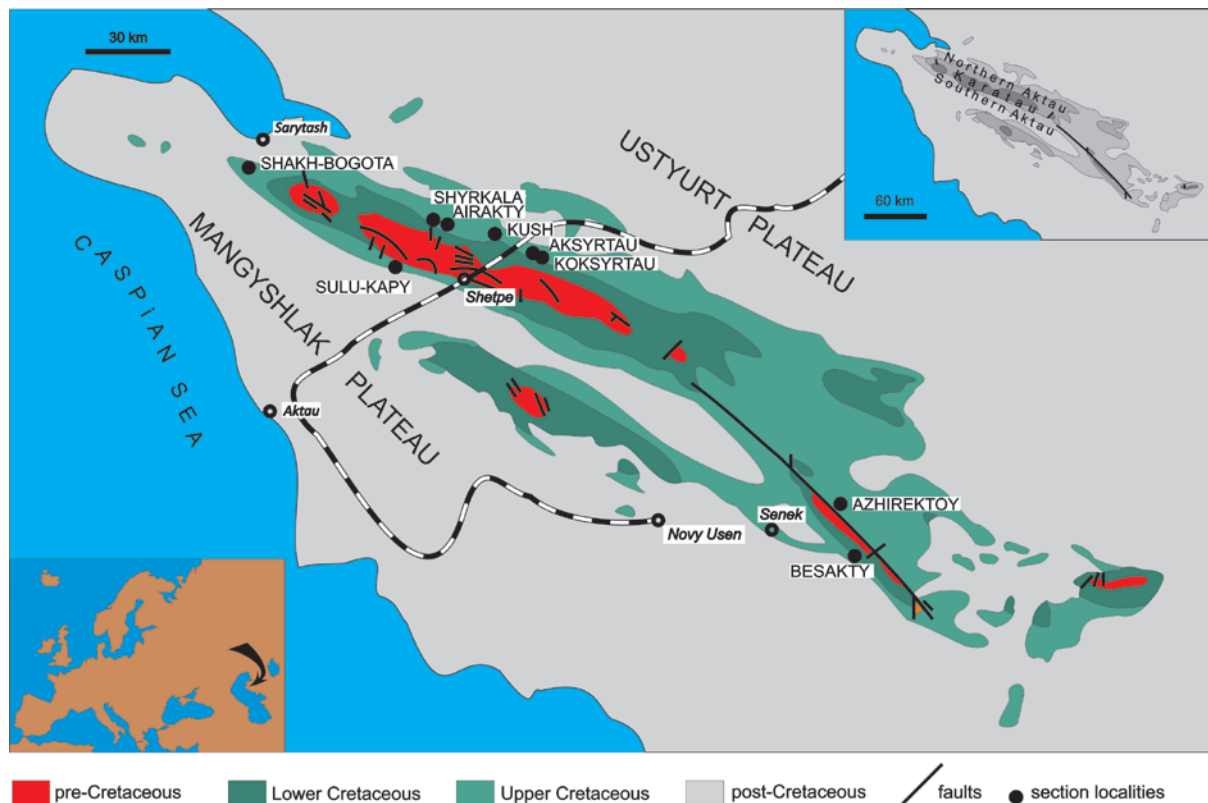 30 km
Sarytash
SHAKH-BOGOTA
SHYRKALA
AIRAKTY
KUSH
AKSYRTAU
KOKSYRTAU
SULU-KAPY
Shetpe
USTYURT
PLATEAU
MANGYSHLAK
PLATEAU
CASPiAN SEA
Aktau
Novy Usen
Senek
AZHIREKTOY
BESAKTY
Northern Aktau
Karatau
Southern Aktau
60 km
pre-Cretaceous
Lower Cretaceous
Upper Cretaceous
post-Cretaceous
faults
section localities